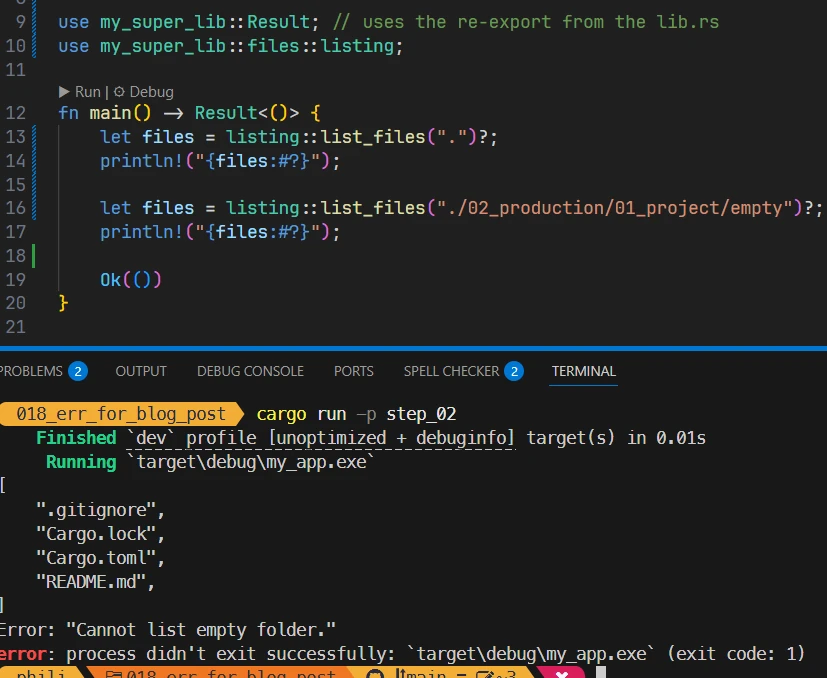 9 use my_super_lib::Result; // uses the re-export from the lib.rs
10 use my_super_lib::files::listing;
11
▶ Run | ⚙ Debug
12 fn main() -> Result<()> {
13     let files = listing::list_files(".")?;
14     println!("{files:#?}");
15
16     let files = listing::list_files("./02_production/01_project/empty")?;
17     println!("{files:#?}");
18
19     Ok(())
20 }
21
PROBLEMS 2 OUTPUT DEBUG CONSOLE PORTS SPELL CHECKER 2 TERMINAL
018_err_for_blog_post cargo run -p step_02
Finished `dev` profile [unoptimized + debuginfo] target(s) in 0.01s
Running `target\debug\my_app.exe`
[
    ".gitignore",
    "Cargo.lock",
    "Cargo.toml",
    "README.md",
]
Error: "Cannot list empty folder."
error: process didn't exit successfully: `target\debug\my_app.exe` (exit code: 1)
phili 018_err_for_blog_post main =